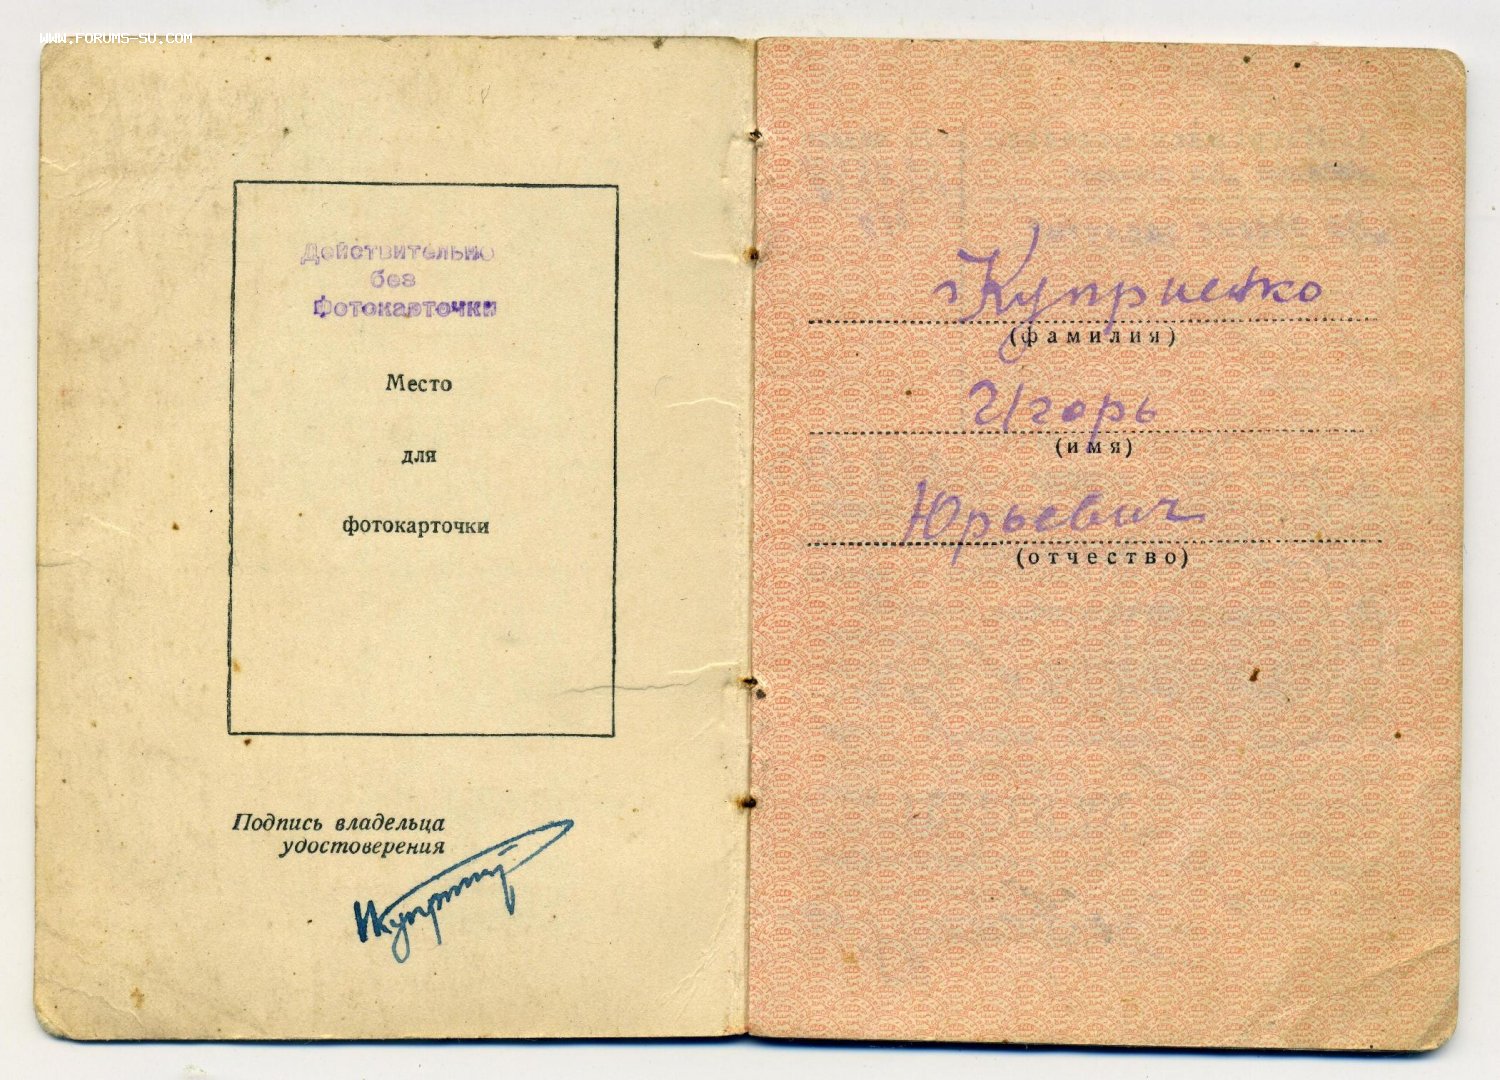 WWW.FORUMS-SU.COM
Действительно
без
фотокарточки
Место
для
фотокарточки
Подпись владельца
удостоверения
Куприенко
(фамилия)
Игорь
(имя)
Юрьевич
(отчество)